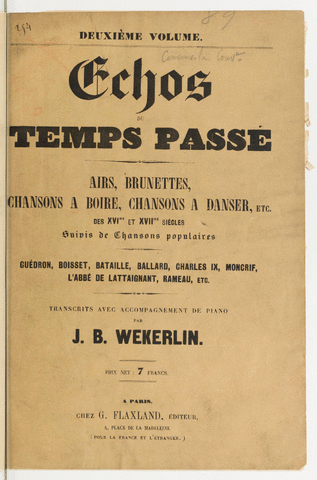 DEUXIÈME VOLUME.
Echos
DU
TEMPS PASSÉ
AIRS, BRUNETTES,
CHANSONS A BOIRE, CHANSONS A DANSER, ETC.
DES XVImes ET XVIImes SIÈCLES
Suivis de Chansons populaires
GUÉDRON, BOISSET, BATAILLE, BALLARD, CHARLES IX, MONCRIF,
L'ABBÉ DE LATTAIGNANT, RAMEAU, ETC.
TRANSCRITS AVEC ACCOMPAGNEMENT DE PIANO
PAR
J. B. WEKERLIN.
PRIX NET : 7 FRANCS.
A PARIS,
CHEZ G. FLAXLAND, ÉDITEUR,
4, PLACE DE LA MADELEINE
(POUR LA FRANCE ET L'ÉTRANGER.)